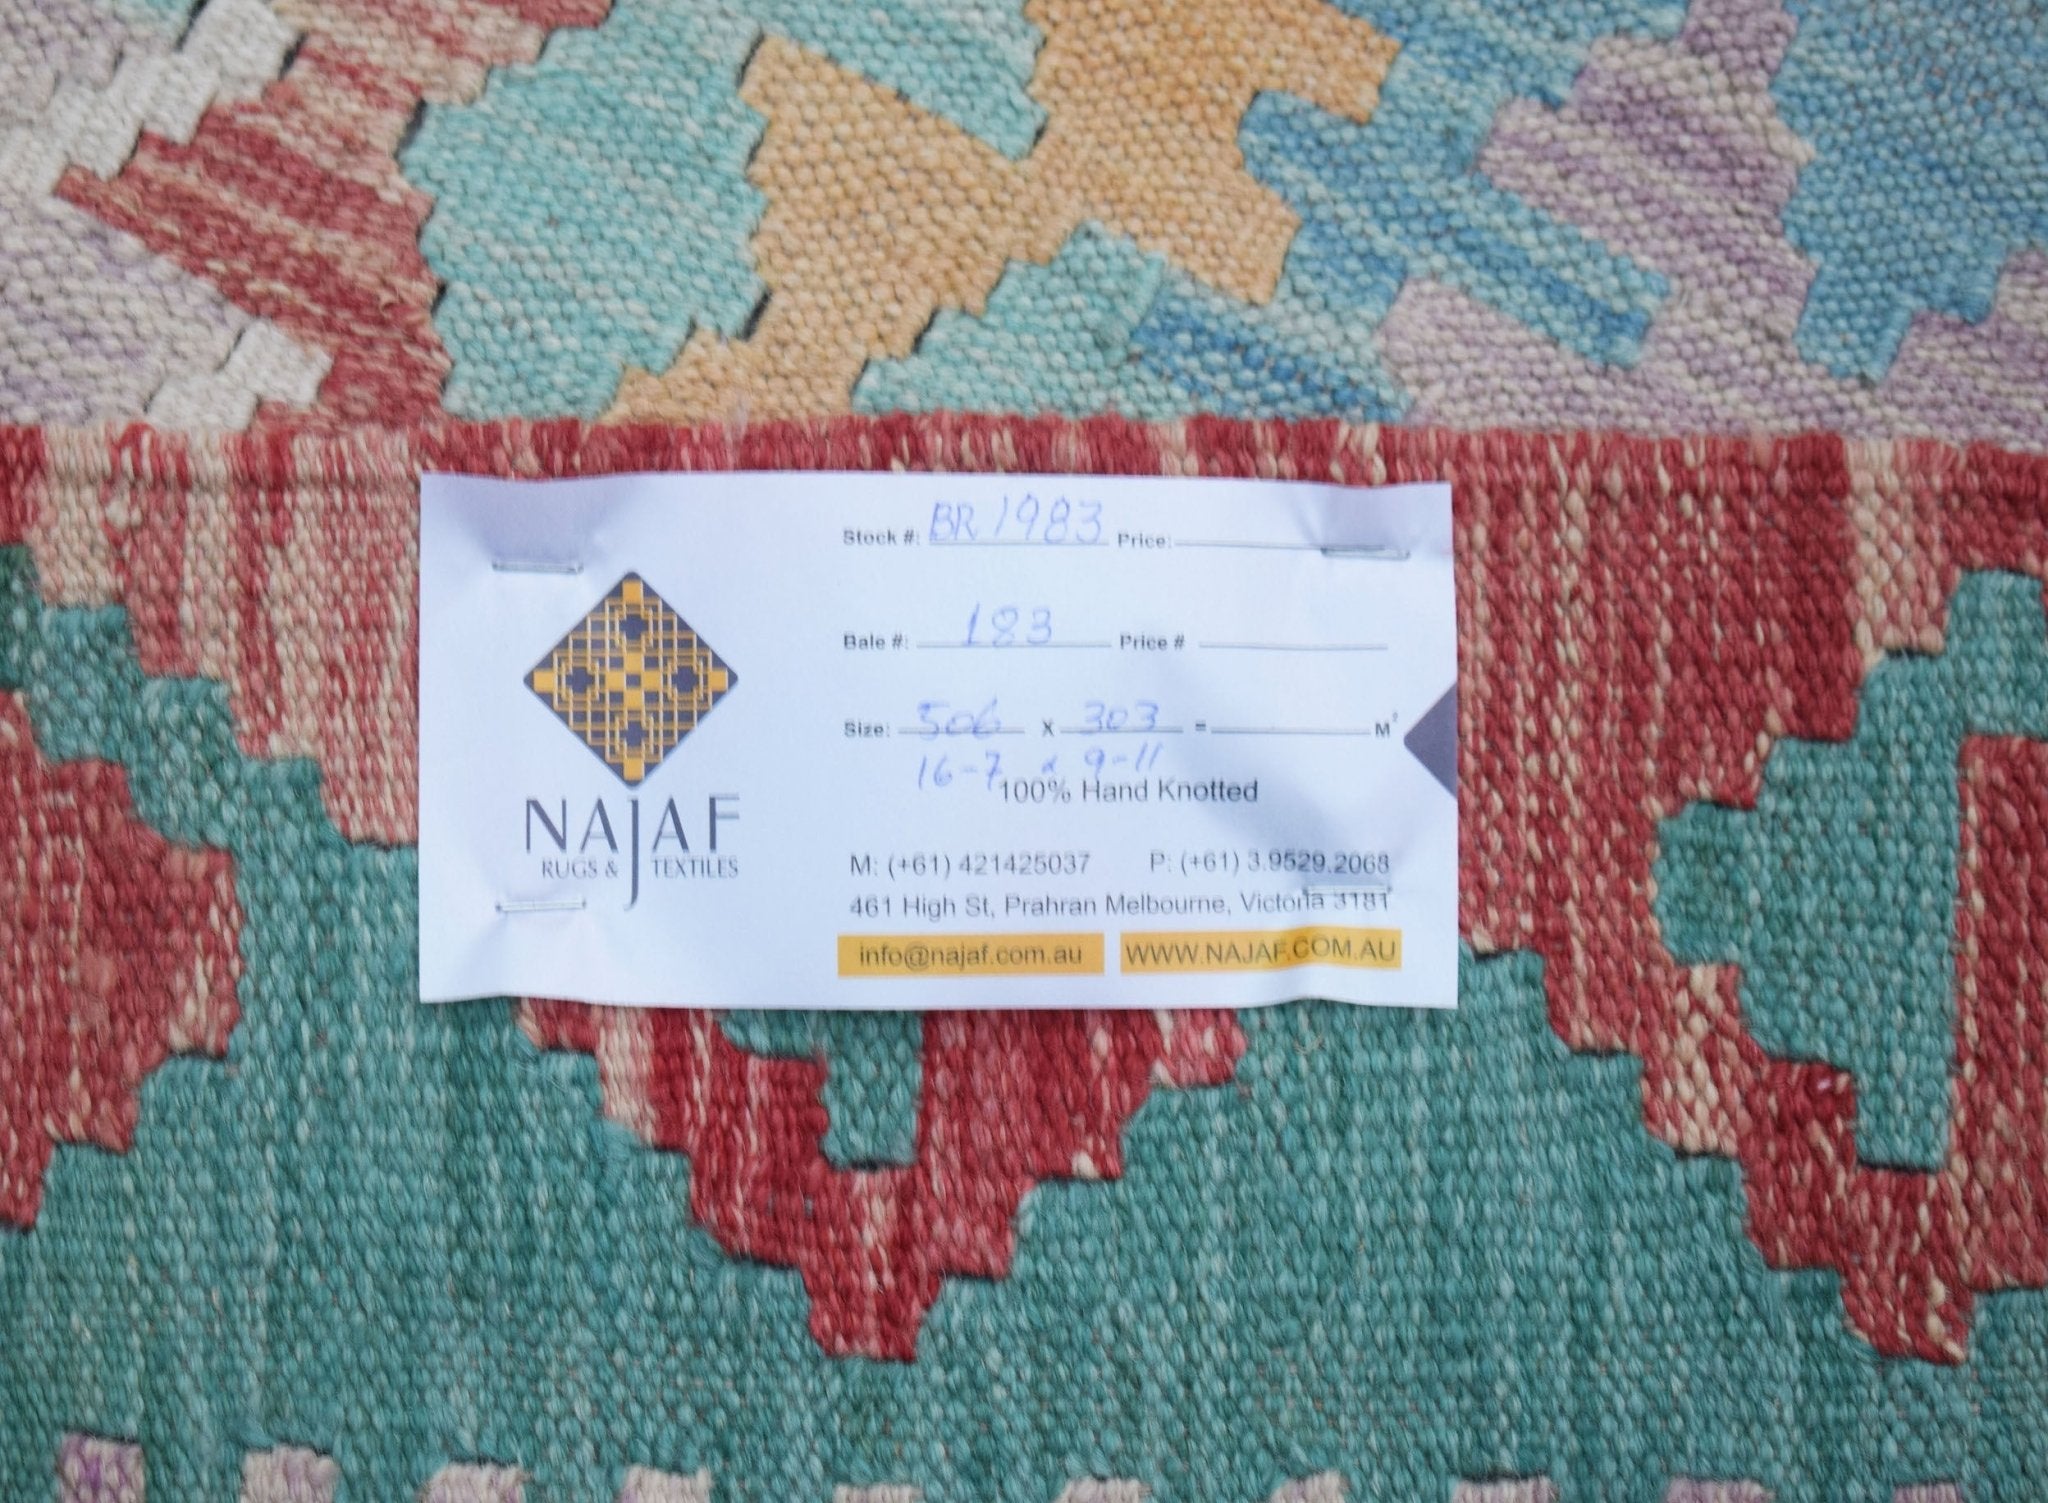 Stock #: BR1983 Price:
Bale #: 183 Price #
Size: 506 x 303 = M²
16-7 x 9-11
100% Hand Knotted
NAJAF
RUGS & TEXTILES
M: (+61) 421425037 P: (+61) 3.9529.2068
461 High St, Prahran Melbourne, Victoria 3181
info@najaf.com.au WWW.NAJAF.COM.AU